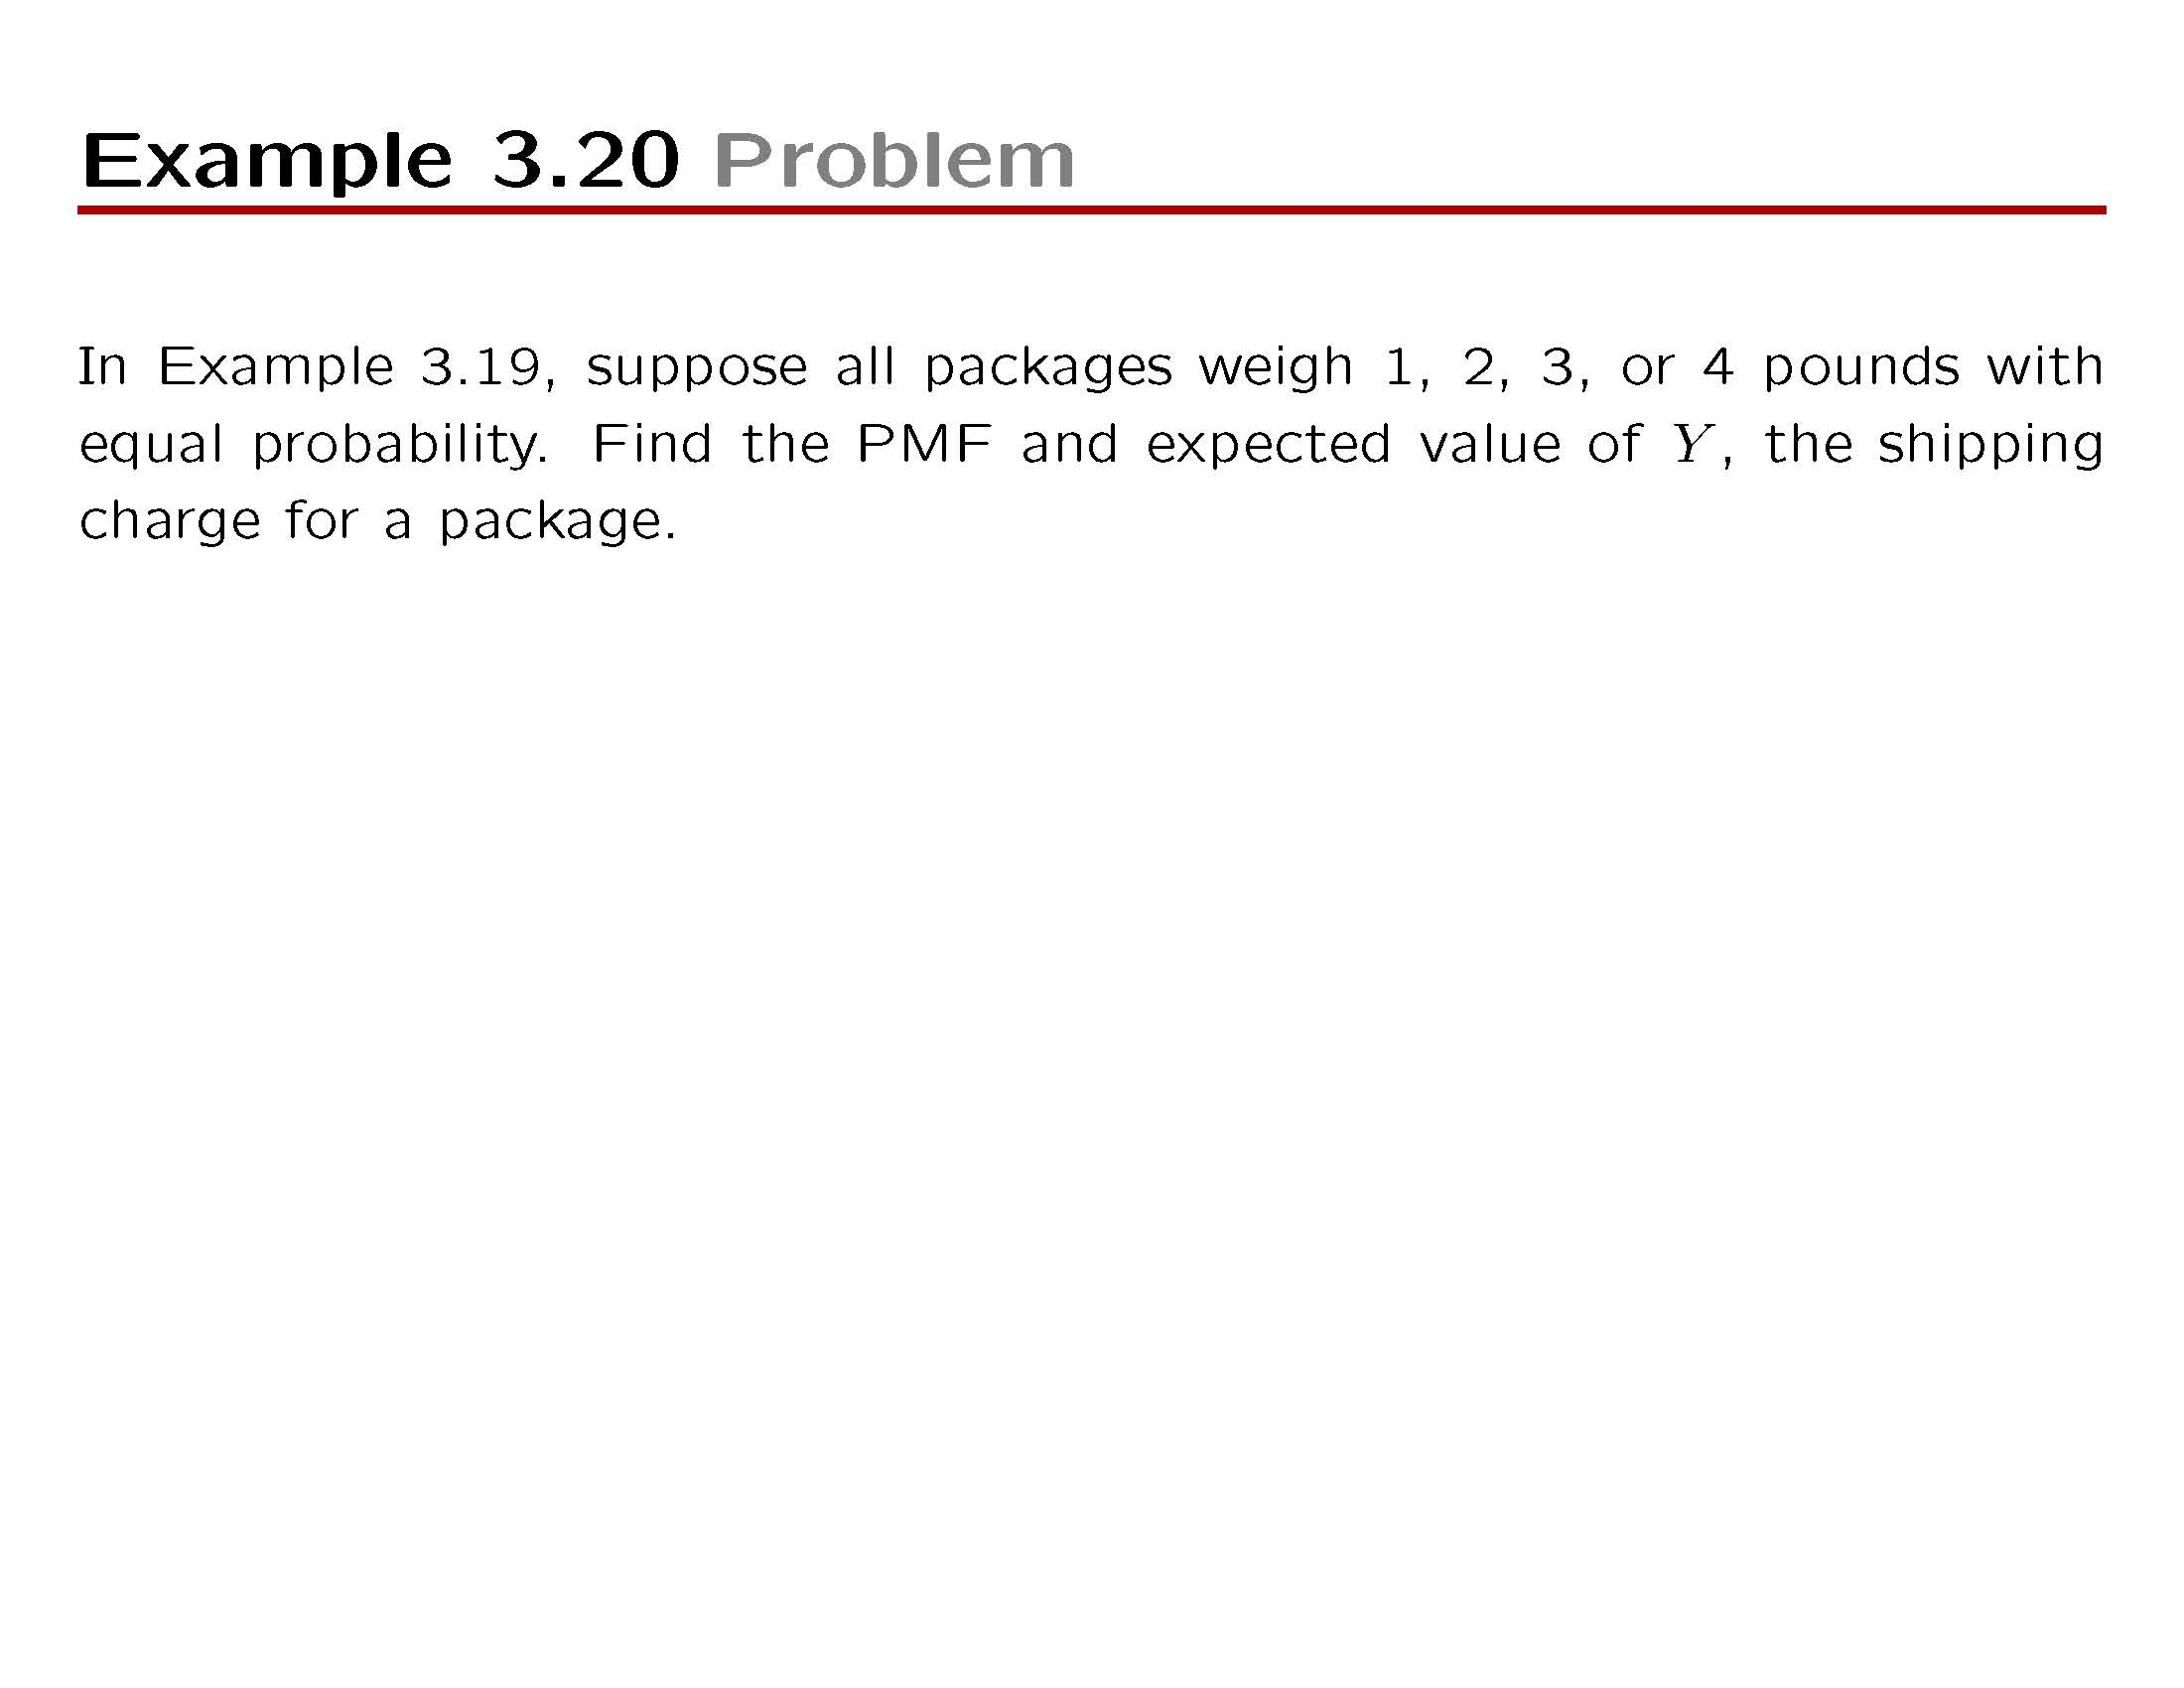 Example 3.20 Problem
In Example 3.19, suppose all packages weigh 1, 2, 3, or 4 pounds with
equal probability. Find the PMF and expected value of Y, the shipping
charge for a package.